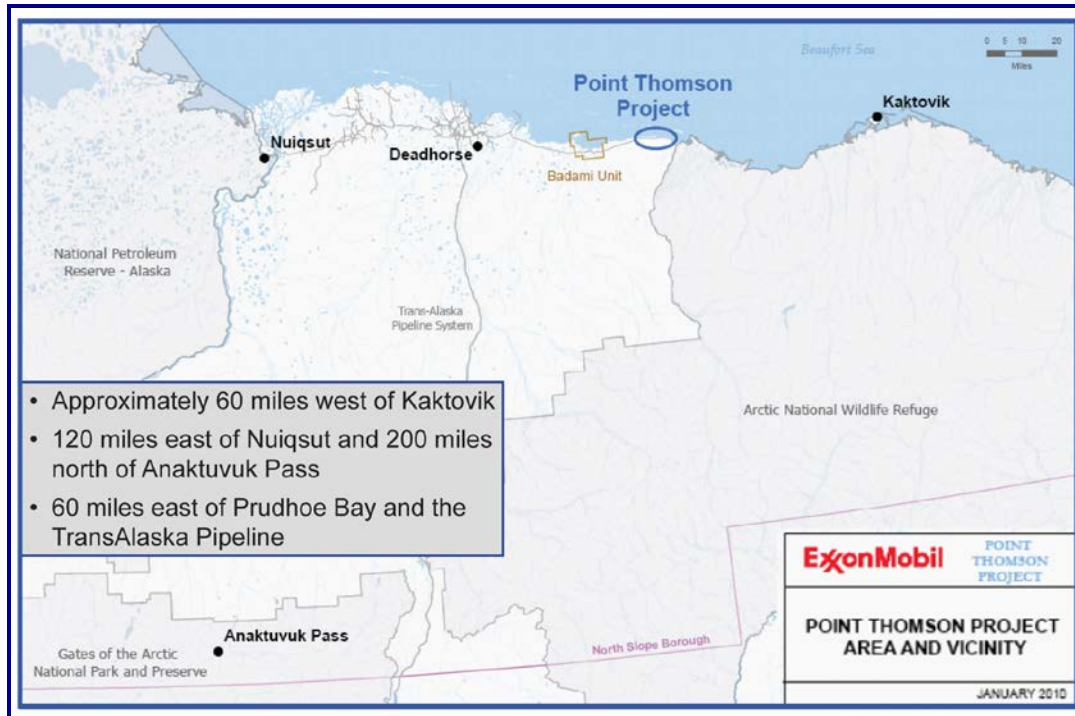 Beaufort Sea
0 5 10 20
Miles
Point Thomson
Project
Kaktovik
Nuiqsut
Deadhorse
Badami Unit
National Petroleum
Reserve - Alaska
Trans-Alaska
Pipeline System
• Approximately 60 miles west of Kaktovik
• 120 miles east of Nuiqsut and 200 miles
north of Anaktuvuk Pass
• 60 miles east of Prudhoe Bay and the
TransAlaska Pipeline
Arctic National Wildlife Refuge
Anaktuvuk Pass
Gates of the Arctic
National Park and Preserve
North Slope Borough
ExxonMobil
POINT
THOMSON
PROJECT
POINT THOMSON PROJECT
AREA AND VICINITY
JANUARY 2010